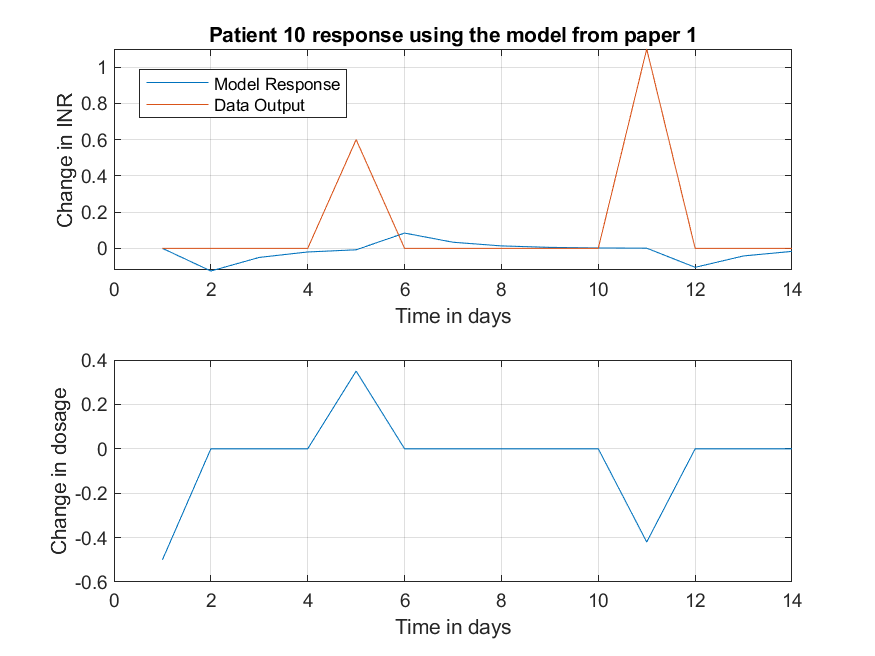 Patient 10 response using the model from paper 1
Change in INR
1
0.8
0.6
0.4
0.2
0
Model Response
Data Output
0 2 4 6 8 10 12 14
Time in days
Change in dosage
0.4
0.2
0
-0.2
-0.4
-0.6
0 2 4 6 8 10 12 14
Time in days